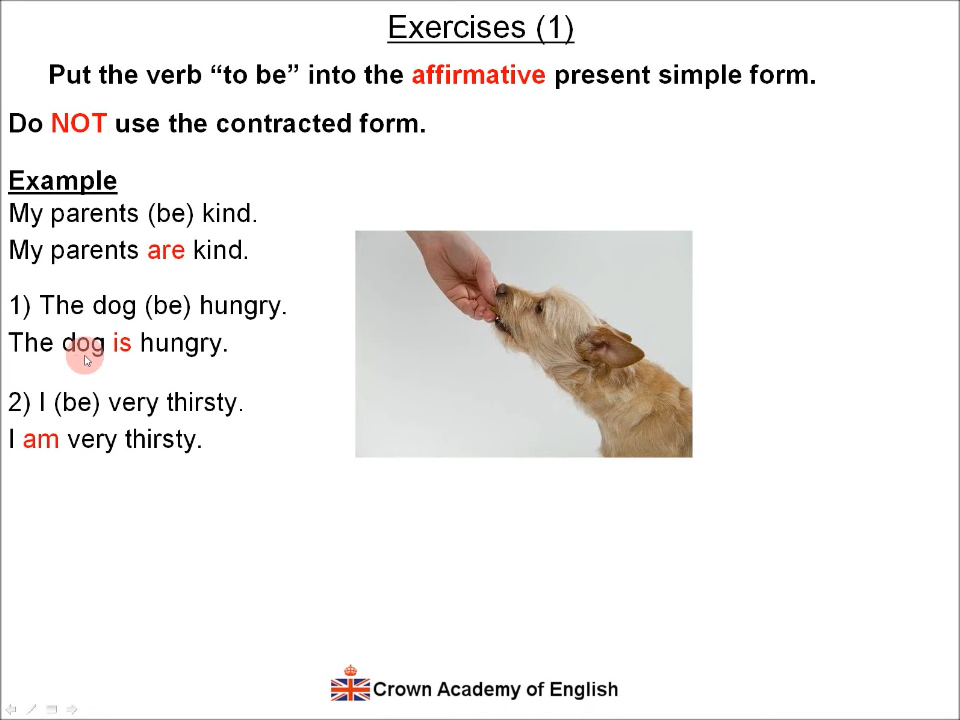 Exercises (1)
Put the verb “to be” into the affirmative present simple form.
Do NOT use the contracted form.
Example
My parents (be) kind.
My parents are kind.
1) The dog (be) hungry.
The dog is hungry.
2) I (be) very thirsty.
I am very thirsty.
Crown Academy of English